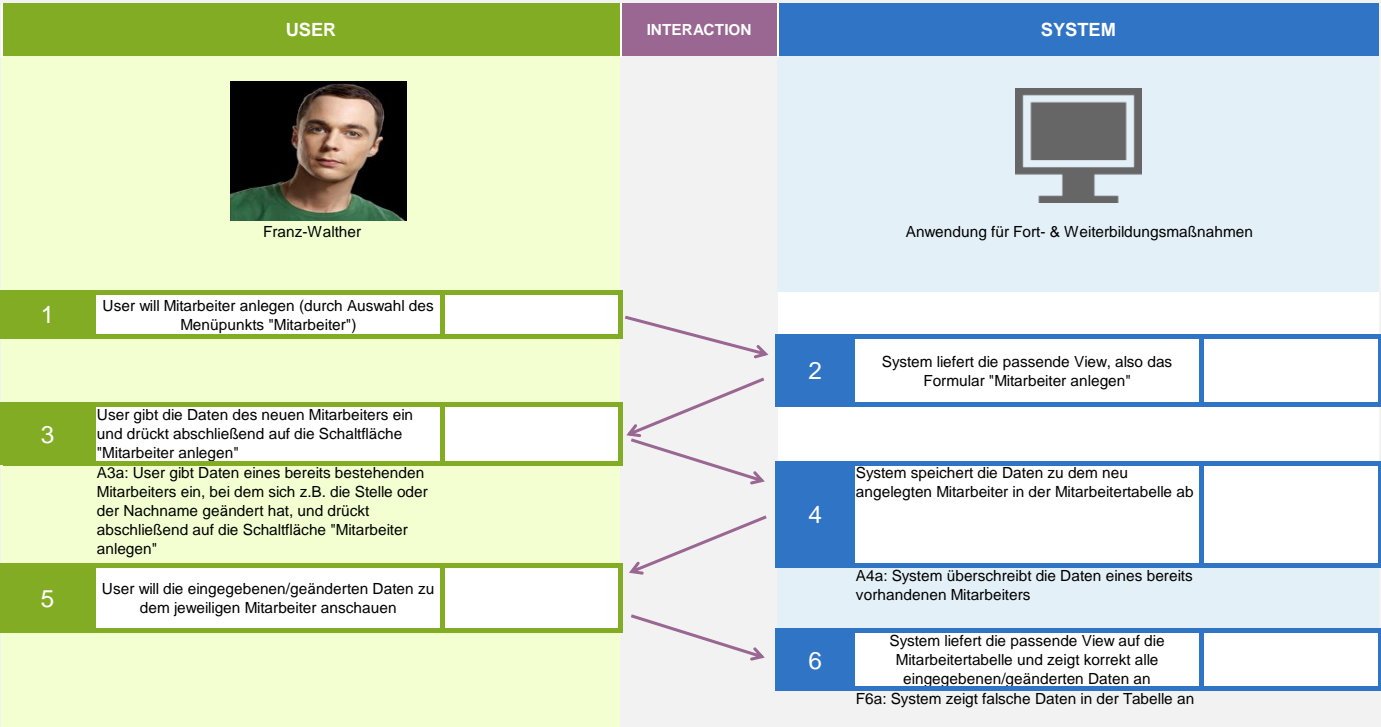 USER
INTERACTION
SYSTEM
Franz-Walther
Anwendung für Fort- & Weiterbildungsmaßnahmen
1
User will Mitarbeiter anlegen (durch Auswahl des
Menüpunkts "Mitarbeiter")
2
System liefert die passende View, also das
Formular "Mitarbeiter anlegen"
3
User gibt die Daten des neuen Mitarbeiters ein
und drückt abschließend auf die Schaltfläche
"Mitarbeiter anlegen"
A3a: User gibt Daten eines bereits bestehenden
Mitarbeiters ein, bei dem sich z.B. die Stelle oder
der Nachname geändert hat, und drückt
abschließend auf die Schaltfläche "Mitarbeiter
anlegen"
4
System speichert die Daten zu dem neu
angelegten Mitarbeiter in der Mitarbeitertabelle ab
A4a: System überschreibt die Daten eines bereits
vorhandenen Mitarbeiters
5
User will die eingegebenen/geänderten Daten zu
dem jeweiligen Mitarbeiter anschauen
6
System liefert die passende View auf die
Mitarbeitertabelle und zeigt korrekt alle
eingegebenen/geänderten Daten an
F6a: System zeigt falsche Daten in der Tabelle an